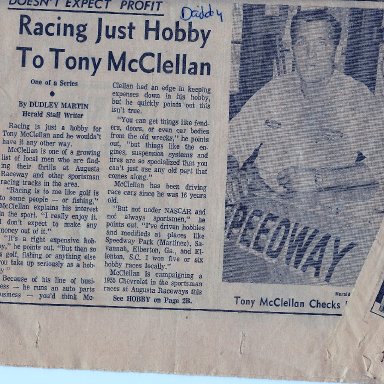 DOESN'T EXPECT PROFIT
Daddy
Racing Just Hobby
To Tony McClellan
One of a Series
By DUDLEY MARTIN
Herald Staff Writer
Racing is just a hobby for
Tony McClellan and he wouldn't
have it any other way.
McClellan is one of a growing
list of local men who are find-
ing their thrills on Augusta
Raceway and other sportsman
racing tracks in the area.
"Racing is to me like golf is
to some people — or fishing,"
McClellan explains his interest
in the sport. "I really enjoy it.
I don't expect to make any
money out of it."
"It's a right expensive hob-
by," he points out. "But then so
is golf, fishing or anything else
you take up seriously as a hob-
by."
Because of his line of busi-
ness — he runs an auto parts
business — you'd think Mc-
Clellan had an edge in keeping
expenses down in his hobby,
but he quickly points out this
isn't true.
"You can get things like fend-
ers, doors, or even car bodies
from the old wrecks," he points
out, "but things like the en-
gines, suspension systems and
tires are so specialized that you
can't just use any old part that
comes along."
McClellan has been driving
race cars since he was 16 years
old.
"But not under NASCAR and
not always sportsmen," he
points out. "I've driven hobbies
and modifieds at places like
Speedway Park (Martinez), Sa-
vannah, Thunderbolt, Ga., and
lenton, S.C. I won five or six
hobby races locally."
McClellan is campaigning a
1955 Chevrolet in the sportsman
races at Augusta Raceways this
See HOBBY on Page 2B.
SPEEDWAY
Herald
Tony McClellan Checks